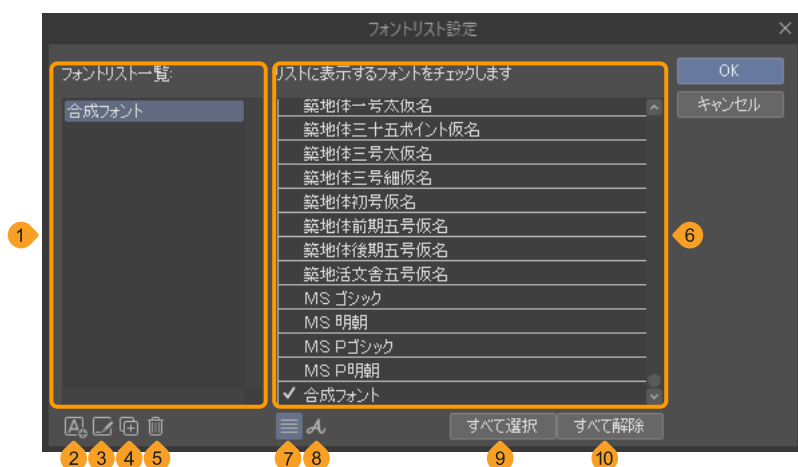 フォントリスト設定
フォントリスト一覧:
合成フォント
リストに表示するフォントをチェックします
築地体一号太仮名
築地体三十五ポイント仮名
築地体三号太仮名
築地体三号細仮名
築地体初号仮名
築地体前期五号仮名
築地体後期五号仮名
築地活文舎五号仮名
MS ゴシック
MS 明朝
MS Pゴシック
MS P明朝
合成フォント
OK
キャンセル
すべて選択
すべて解除
1
2
3
4
5
6
7
8
9
10